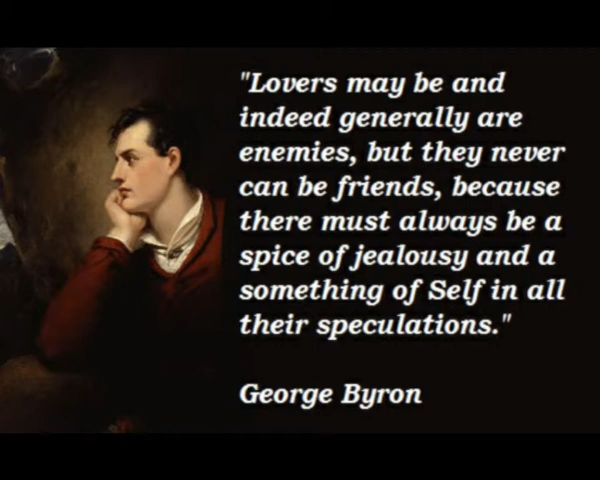 "Lovers may be and
indeed generally are
enemies, but they never
can be friends, because
there must always be a
spice of jealousy and a
something of Self in all
their speculations."
George Byron